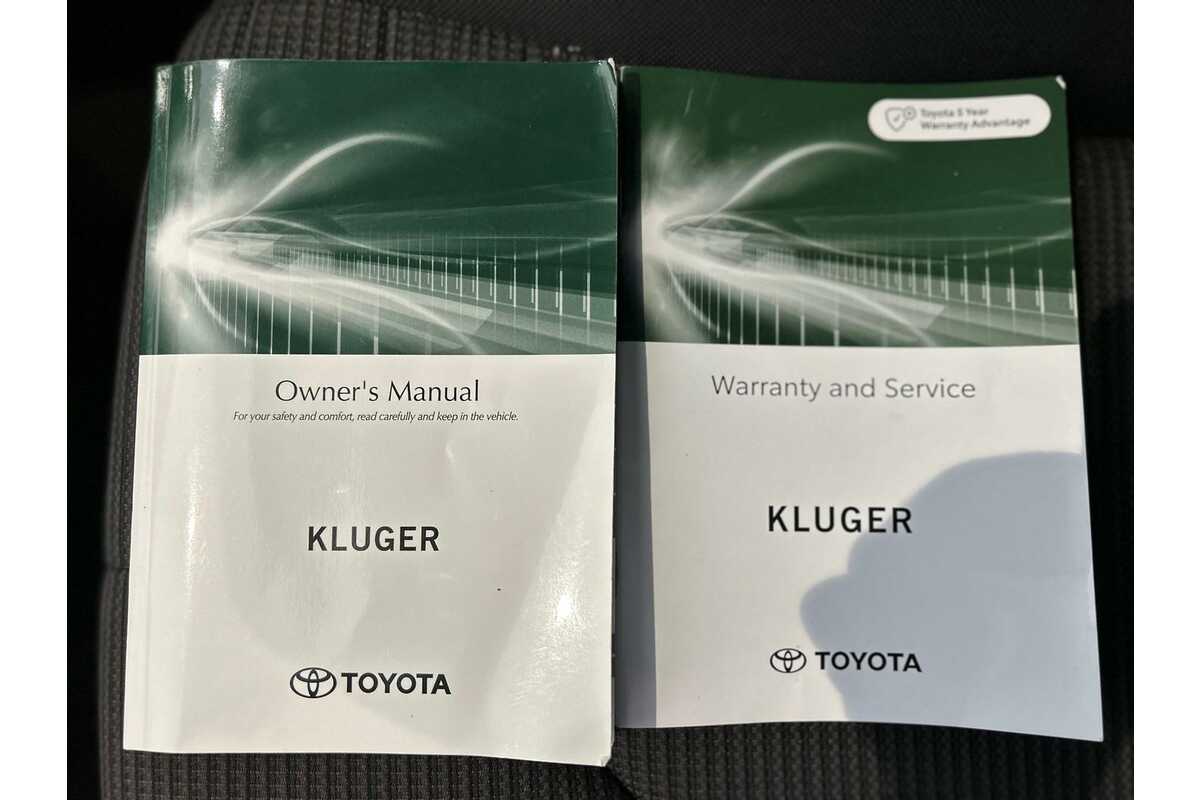 Owner's Manual
For your safety and comfort, read carefully and keep in the vehicle.
KLUGER
TOYOTA
Toyota 5 Year
Warranty Advantage
Warranty and Service
KLUGER
TOYOTA